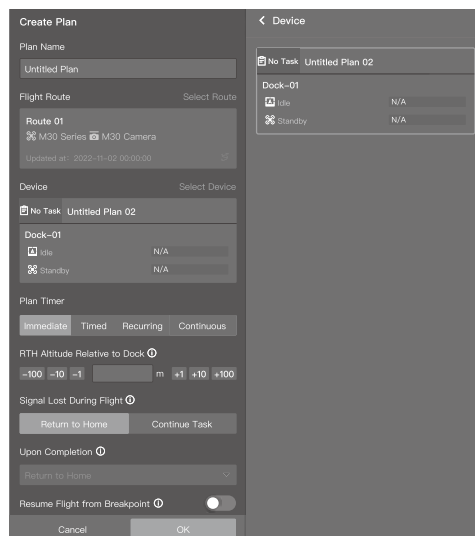 Create Plan
Plan Name
Untitled Plan
Flight Route Select Route
Route 01
M30 Series M30 Camera
Updated at: 2022-11-02 00:00:00
Device Select Device
No Task Untitled Plan 02
Dock-01
Idle N/A
Standby N/A
Plan Timer
Immediate Timed Recurring Continuous
RTH Altitude Relative to Dock
-100 -10 -1 m +1 +10 +100
Signal Lost During Flight
Return to Home Continue Task
Upon Completion
Return to Home
Resume Flight from Breakpoint
Cancel OK
Device
No Task Untitled Plan 02
Dock-01
Idle N/A
Standby N/A